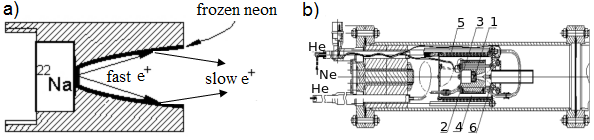 a)
frozen neon
22
Na
fast e+
slow e+
b)
5 3 1
He
Ne
He
2 4 6